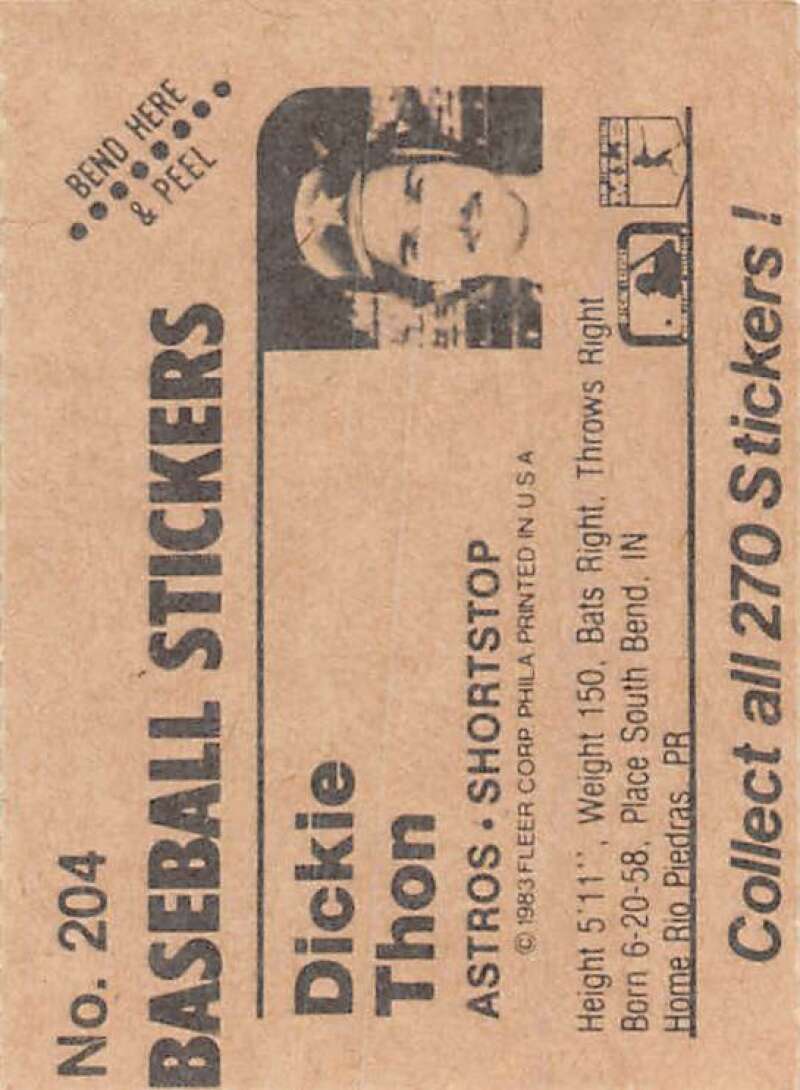 No. 204
BEND HERE
& PEEL
BASEBALL STICKERS
Dickie
Thon
ASTROS • SHORTSTOP
© 1983 FLEER CORP. PHILA PRINTED IN U S A
Height 5'11'', Weight 150, Bats Right, Throws Right
Born 6-20-58, Place South Bend, IN
Home Rio Piedras, PR
Collect all 270 Stickers!